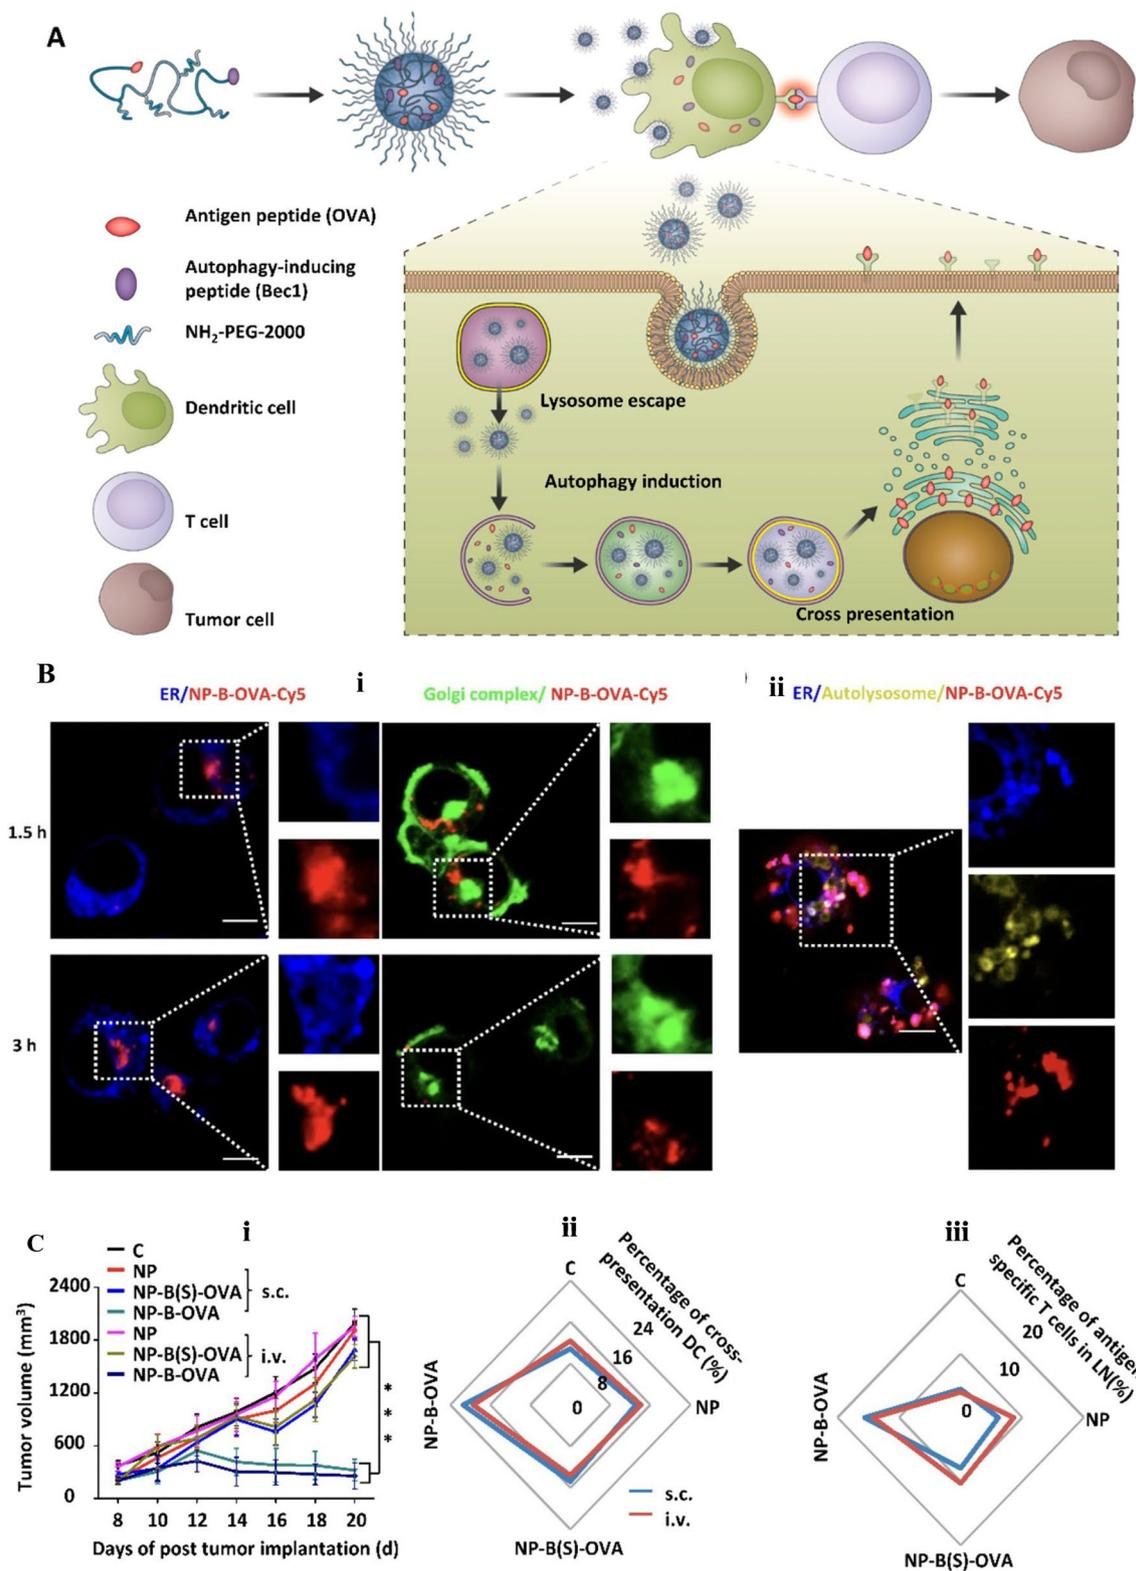 A
Antigen peptide (OVA)
Autophagy-inducing
peptide (Bec1)
NH2-PEG-2000
Dendritic cell
T cell
Tumor cell
Lysosome escape
Autophagy induction
Cross presentation
B
ER/NP-B-OVA-Cy5
i
Golgi complex/ NP-B-OVA-Cy5
ii
ER/Autolysosome/NP-B-OVA-Cy5
1.5 h
3 h
C
i
C
NP
NP-B(S)-OVA
NP-B-OVA
s.c.
NP
NP-B(S)-OVA
NP-B-OVA
i.v.
Tumor volume (mm3)
2400
1800
1200
600
0
* * *
8 10 12 14 16 18 20
Days of post tumor implantation (d)
ii
C
Percentage of cross-
presentation DC (%)
24
16
8
0
NP
NP-B-OVA
NP-B(S)-OVA
s.c.
i.v.
iii
C
Percentage of antigen
specific T cells in LN(%)
20
10
0
NP
NP-B-OVA
NP-B(S)-OVA